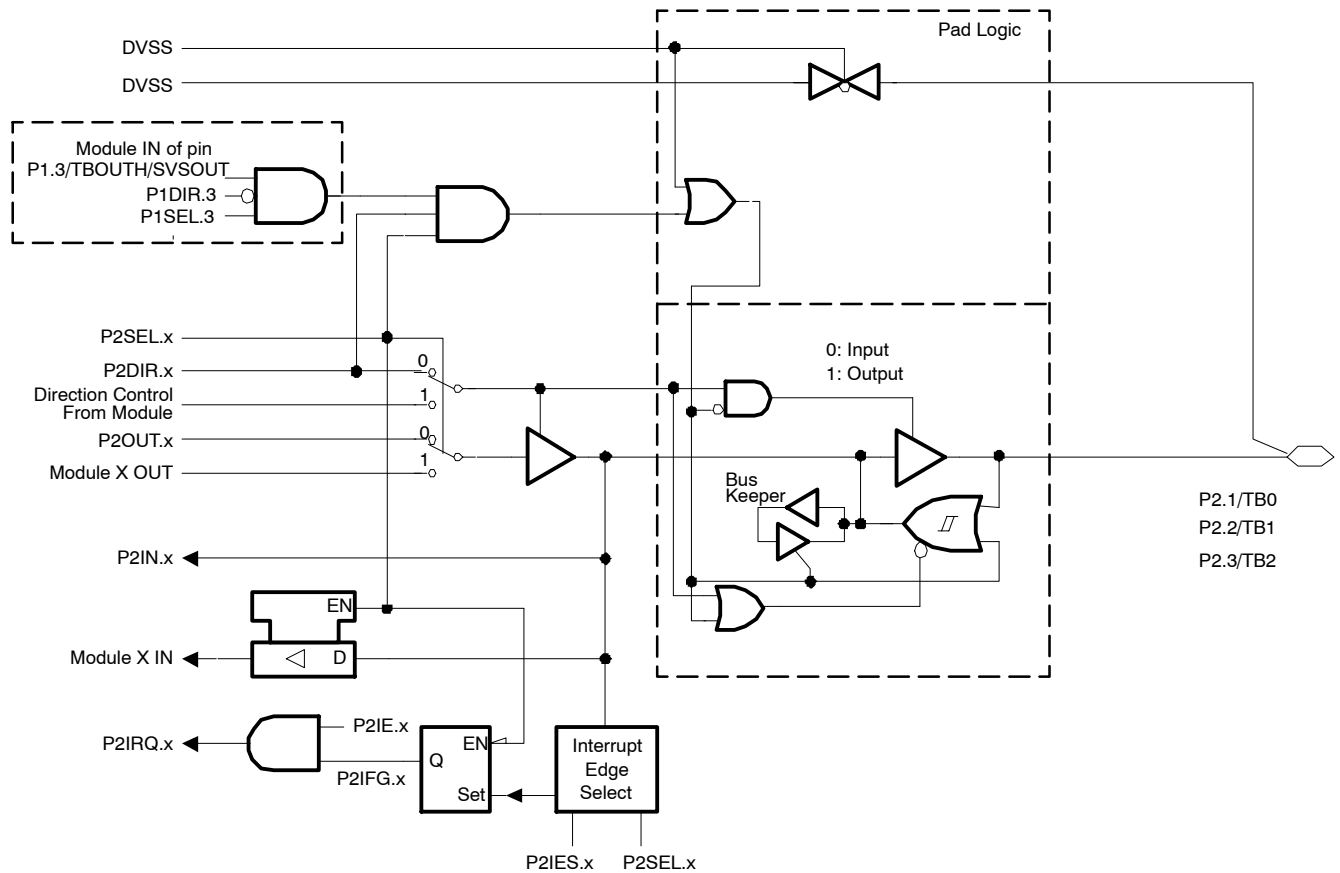 Pad Logic
DVSS
DVSS
Module IN of pin
P1.3/TBOUTH/SVSOUT
P1DIR.3
P1SEL.3
P2SEL.x
0: Input
1: Output
0
P2DIR.x
1
Direction Control
From Module
0
P2OUT.x
1
Module X OUT
Bus
Keeper
P2.1/TB0
P2.2/TB1
P2.3/TB2
P2IN.x
EN
Module X IN
D
P2IE.x
P2IRQ.x
EN
Q
P2IFG.x
Set
Interrupt
Edge
Select
P2IES.x
P2SEL.x